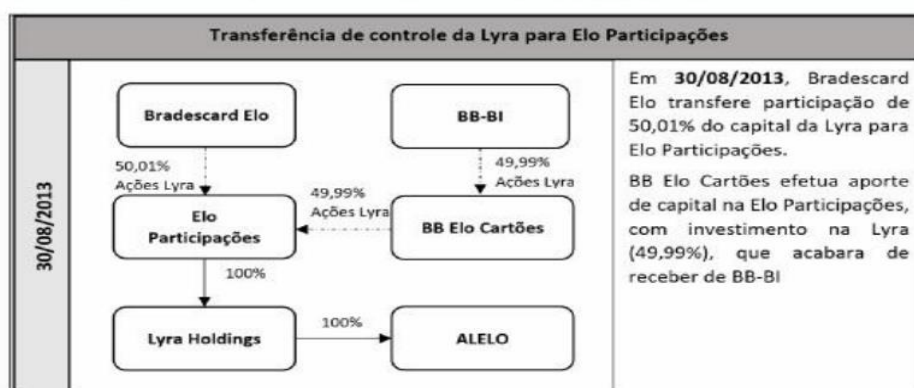 Transferência de controle da Lyra para Elo Participações
30/08/2013
Bradescard Elo
BB-BI
50,01%
Ações Lyra
49,99%
Ações Lyra
49,99%
Ações Lyra
Elo
Participações
BB Elo Cartões
100%
Lyra Holdings
100%
ALELO
Em 30/08/2013, Bradescard
Elo transfere participação de
50,01% do capital da Lyra para
Elo Participações.
BB Elo Cartões efetua aporte
de capital na Elo Participações,
com investimento na Lyra
(49,99%), que acabara de
receber de BB-BI